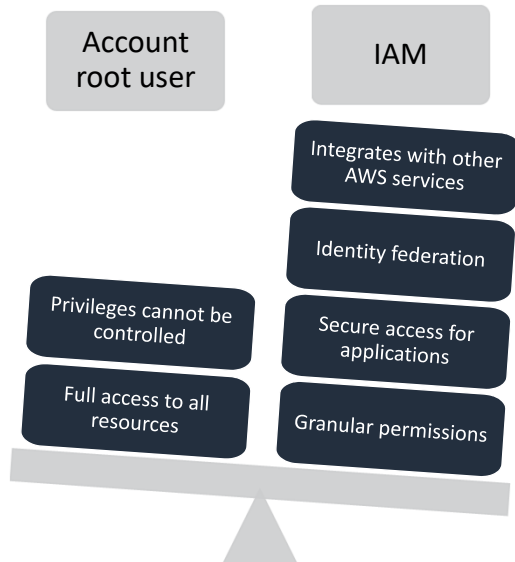 Account
root user
IAM
Integrates with other
AWS services
Identity federation
Privileges cannot be
controlled
Secure access for
applications
Full access to all
resources
Granular permissions